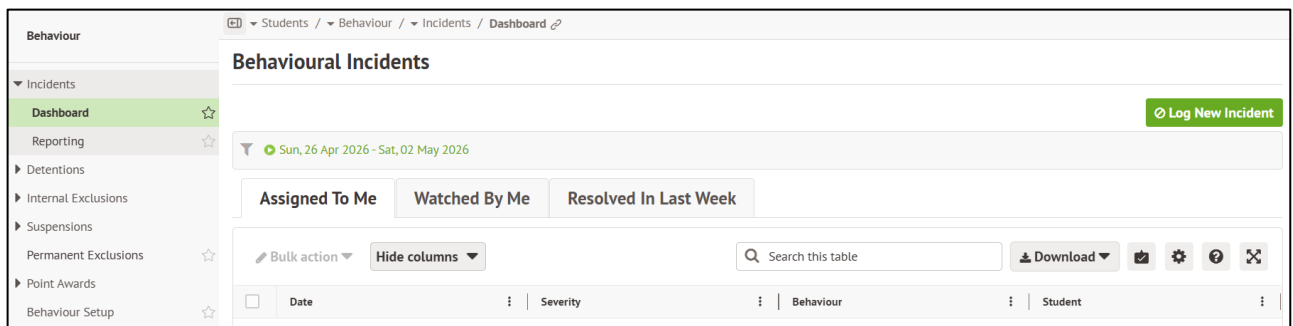 Behaviour
Incidents
Dashboard
Reporting
Detentions
Internal Exclusions
Suspensions
Permanent Exclusions
Point Awards
Behaviour Setup
Students / Behaviour / Incidents / Dashboard
Behavioural Incidents
Log New Incident
Sun, 26 Apr 2026 - Sat, 02 May 2026
Assigned To Me Watched By Me Resolved In Last Week
Bulk action Hide columns Search this table Download
Date Severity Behaviour Student